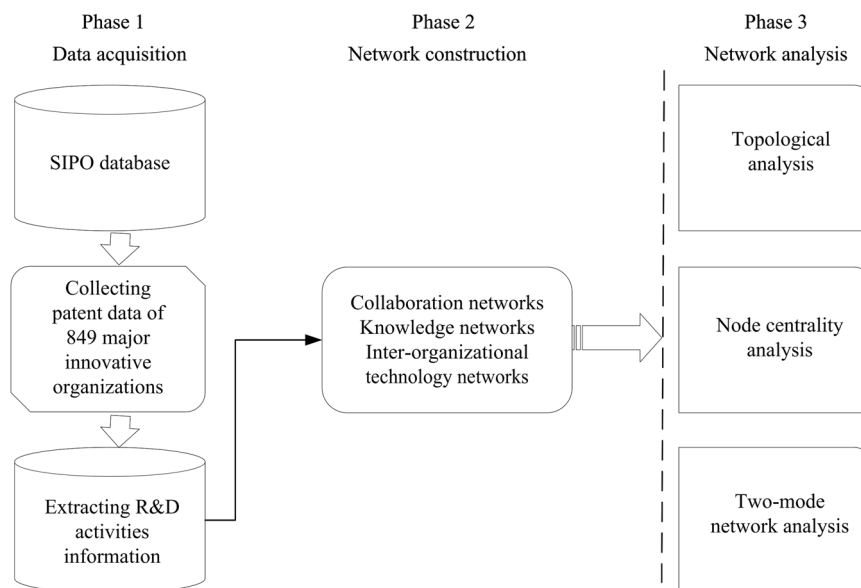 Phase 1
Data acquisition
SIPO database
Collecting
patent data of
849 major
innovative
organizations
Extracting R&D
activities
information
Phase 2
Network construction
Collaboration networks
Knowledge networks
Inter-organizational
technology networks
Phase 3
Network analysis
Topological
analysis
Node centrality
analysis
Two-mode
network analysis